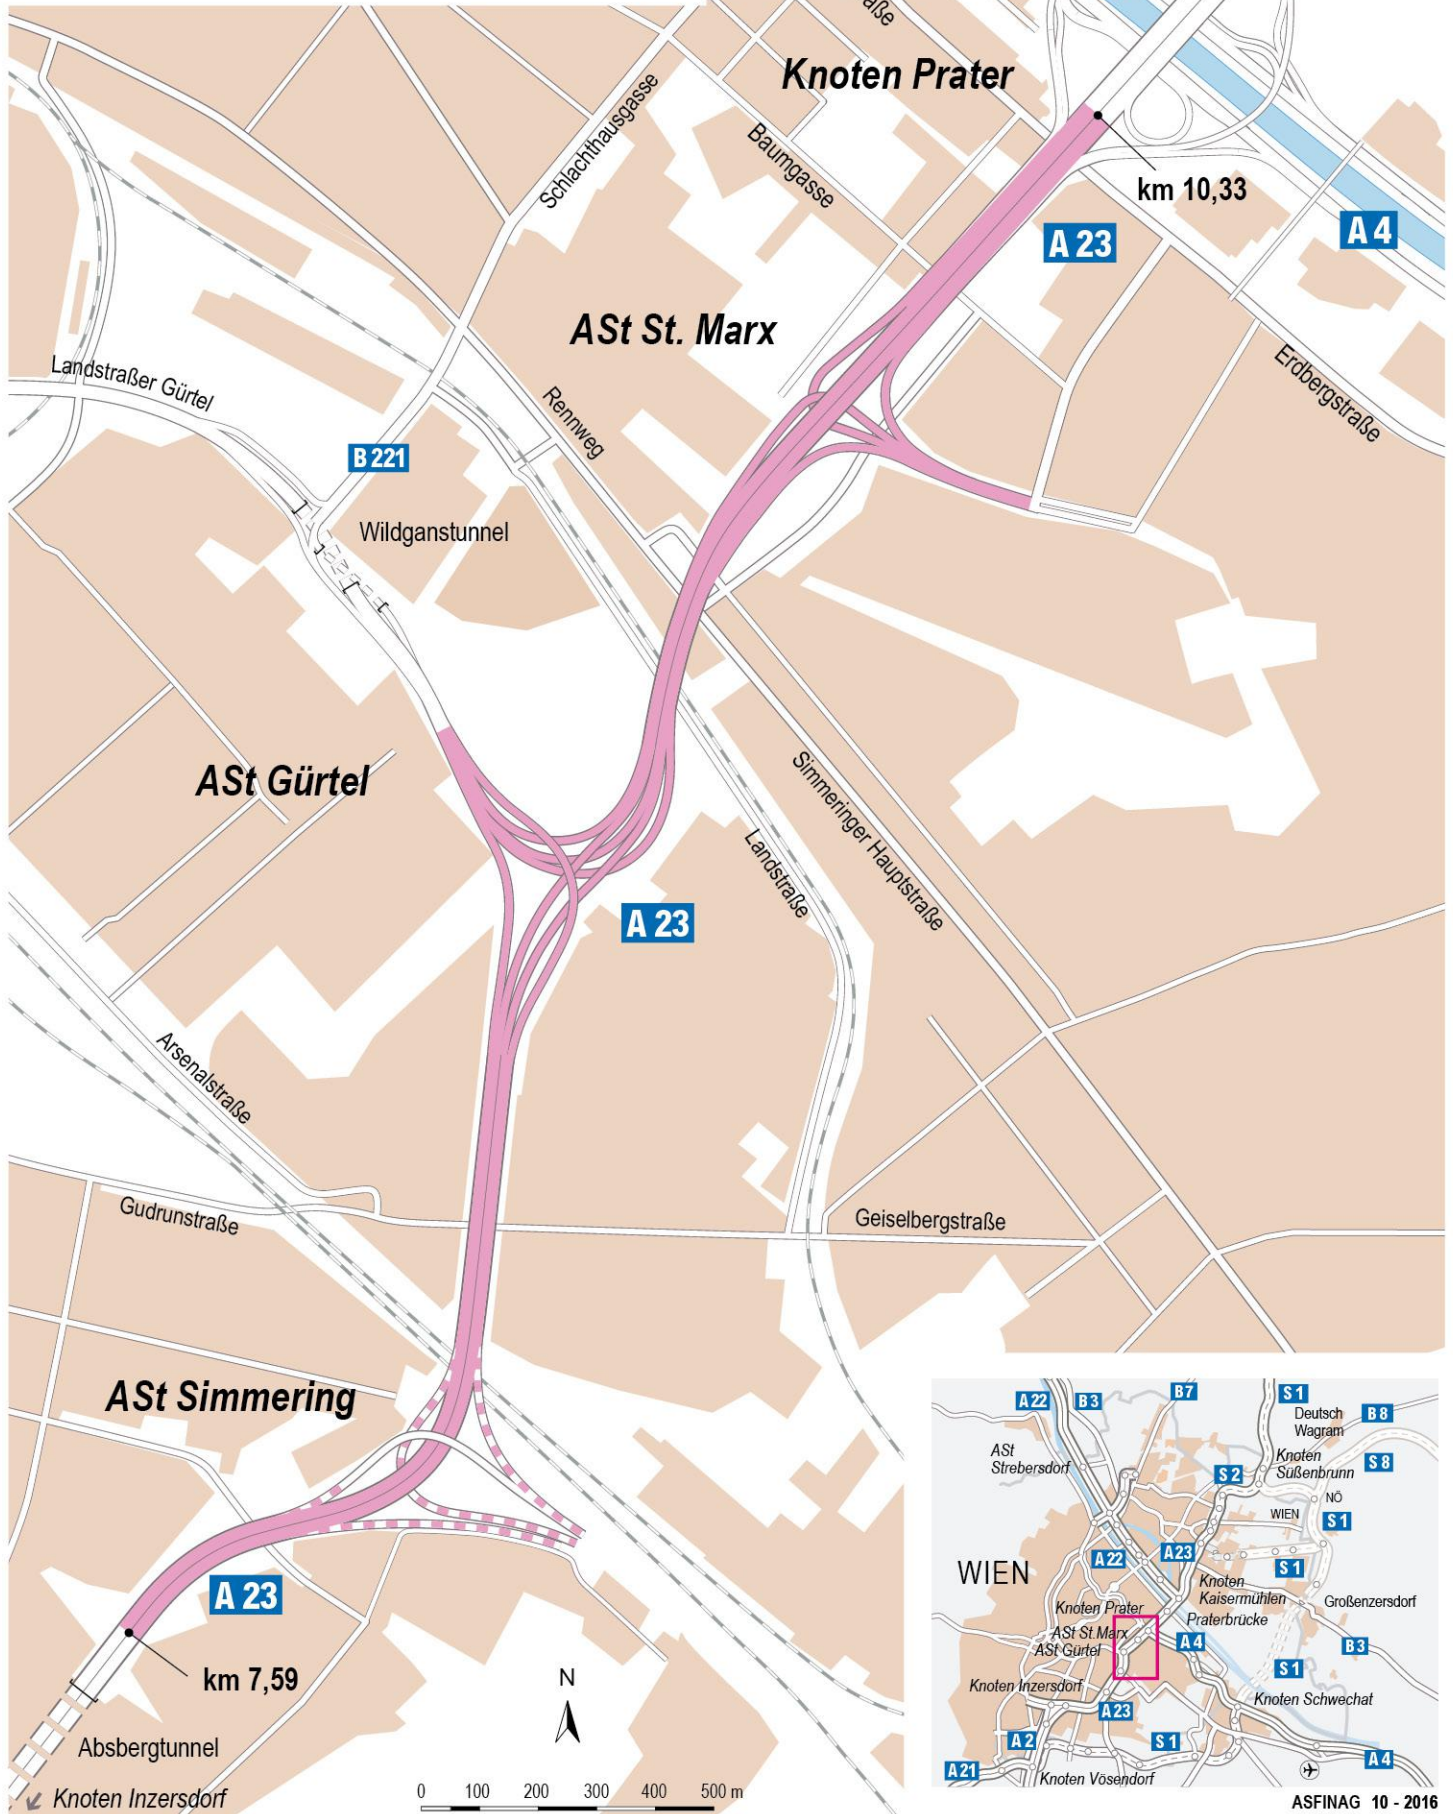 aße
Knoten Prater
Schlachthausgasse
Baumgasse
km 10,33
A 23
A 4
ASt St. Marx
Landstraßer Gürtel
Rennweg
Erdbergstraße
B 221
Wildganstunnel
ASt Gürtel
Simmeringer Hauptstraße
Landstraße
A 23
Arsenalstraße
Gudrunstraße
Geiselbergstraße
ASt Simmering
A 23
km 7,59
N
Absbergtunnel
Knoten Inzersdorf
0 100 200 300 400 500 m
A 22
B 3
B 7
S 1
Deutsch
Wagram
B 8
ASt
Strebersdorf
Knoten
Süßenbrunn
S 8
S 2
NÖ
WIEN
S 1
A 22
A 23
S 1
WIEN
Knoten
Kaisermühlen
Großenzersdorf
Knoten Prater
Praterbrücke
ASt St.Marx
ASt Gürtel
A 4
B 3
S 1
Knoten Inzersdorf
Knoten Schwechat
A 23
A 2
S 1
A 4
A 21
Knoten Vösendorf
ASFINAG 10 - 2016